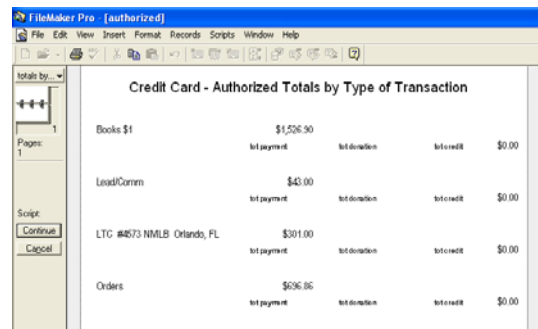 FileMaker Pro - [authorized]
File Edit View Insert Format Records Scripts Window Help
totals by...
Credit Card - Authorized Totals by Type of Transaction
1
Pages:
1
Script:
Continue
Cancel
Books $1 $1,526.90
tot payment tot donation tot credit $0.00
Lead/Comm $43.00
tot payment tot donation tot credit $0.00
LTC #4573 NMLB Orlando, FL $301.00
tot payment tot donation tot credit $0.00
Orders $696.86
tot payment tot donation tot credit $0.00